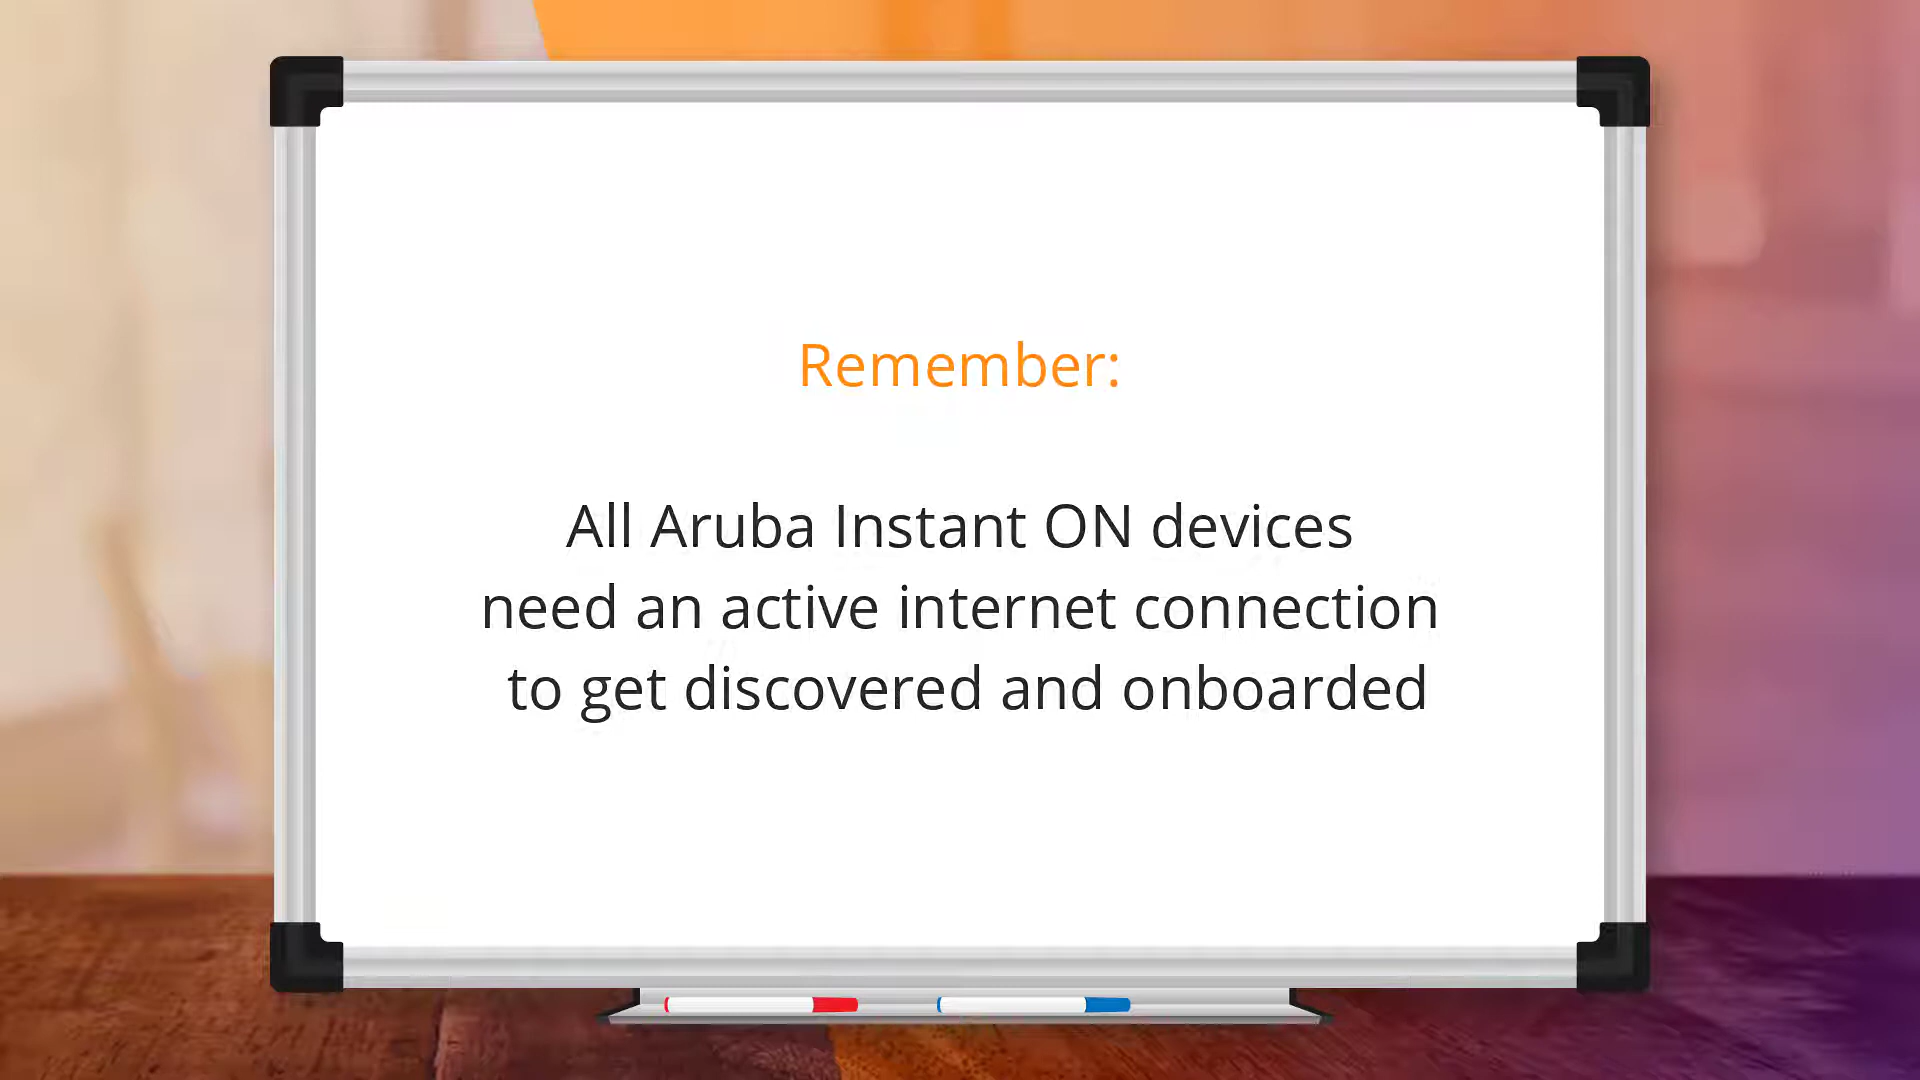 Remember:
All Aruba Instant ON devices
need an active internet connection
to get discovered and onboarded